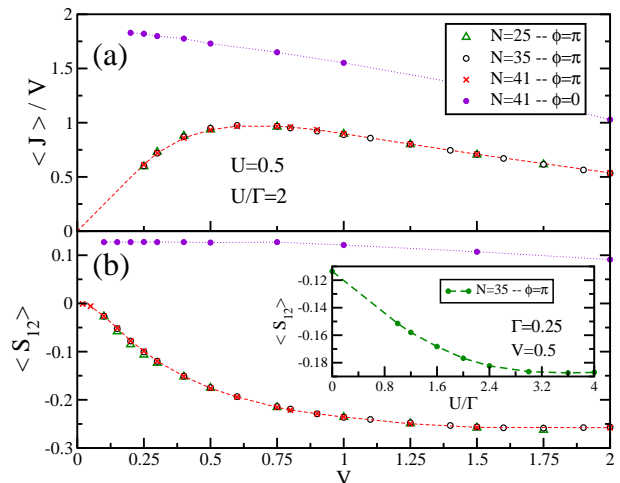 (a)
N=25 -- ϕ=π
N=35 -- ϕ=π
N=41 -- ϕ=π
N=41 -- ϕ=0
U=0.5
U/Γ=2
< J > / V
2
1.5
1
0.5
0
(b)
N=35 -- ϕ=π
Γ=0.25
V=0.5
< S12 >
-0.12
-0.14
-0.16
-0.18
0 0.8 1.6 2.4 3.2 4
U/Γ
< S12 >
0.1
0
-0.1
-0.2
-0.3
0 0.25 0.5 0.75 1 1.25 1.5 1.75 2
V